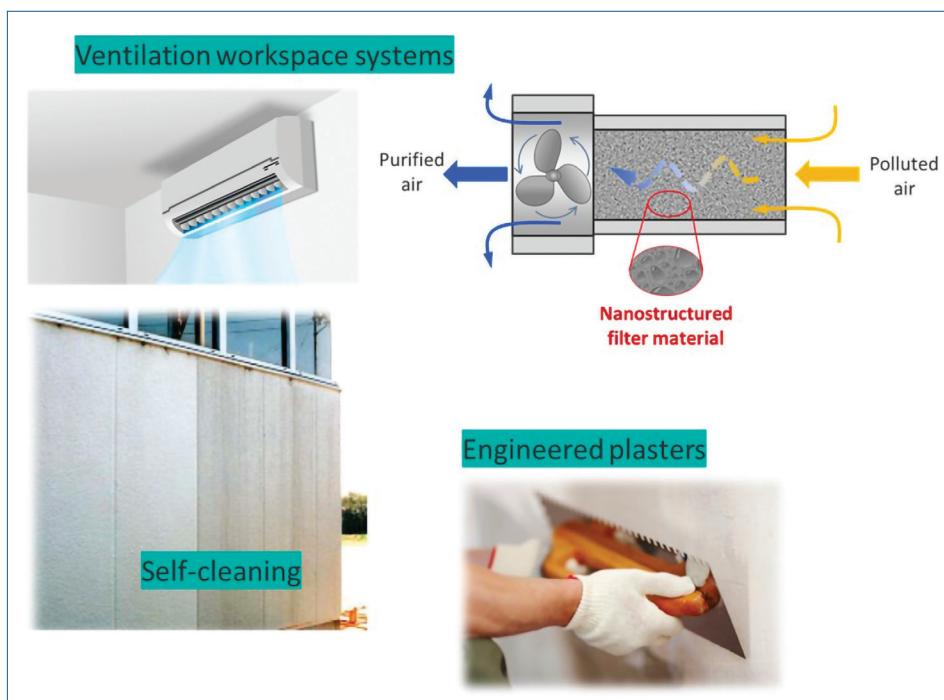 Ventilation workspace systems
Purified
air
Polluted
air
Nanostructured
filter material
Self-cleaning
Engineered plasters